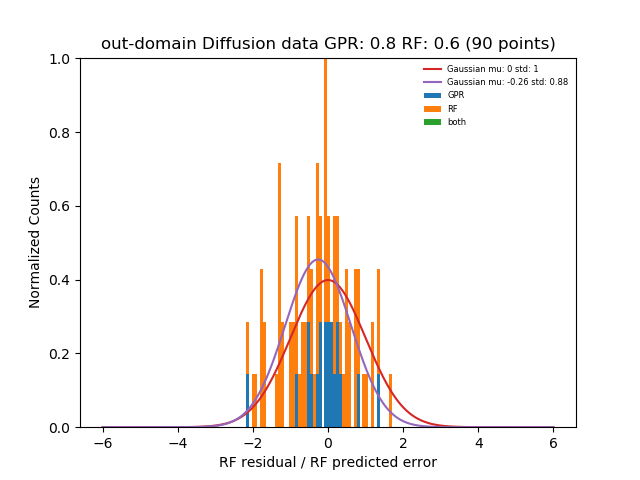 out-domain Diffusion data GPR: 0.8 RF: 0.6 (90 points)
Gaussian mu: 0 std: 1
Gaussian mu: -0.26 std: 0.88
GPR
RF
both
Normalized Counts
1.0
0.8
0.6
0.4
0.2
0.0
−6 −4 −2 0 2 4 6
RF residual / RF predicted error